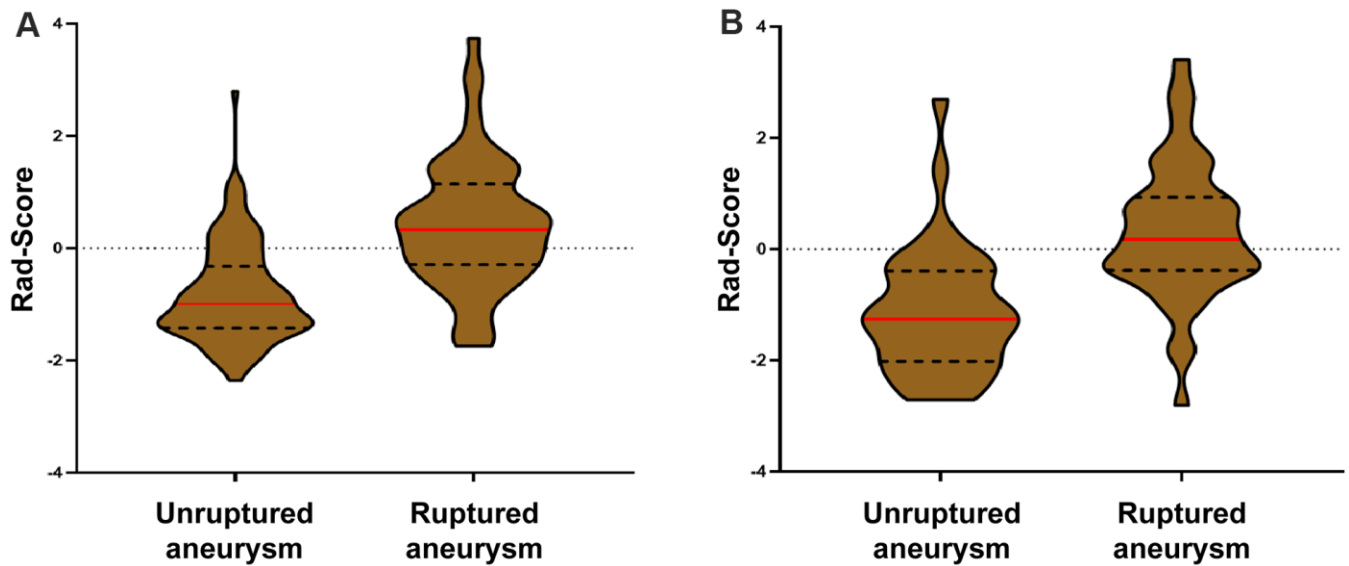 A
4
2
0
-2
-4
Rad-Score
Unruptured
aneurysm
Ruptured
aneurysm
B
4
2
0
-2
-4
Rad-Score
Unruptured
aneurysm
Ruptured
aneurysm